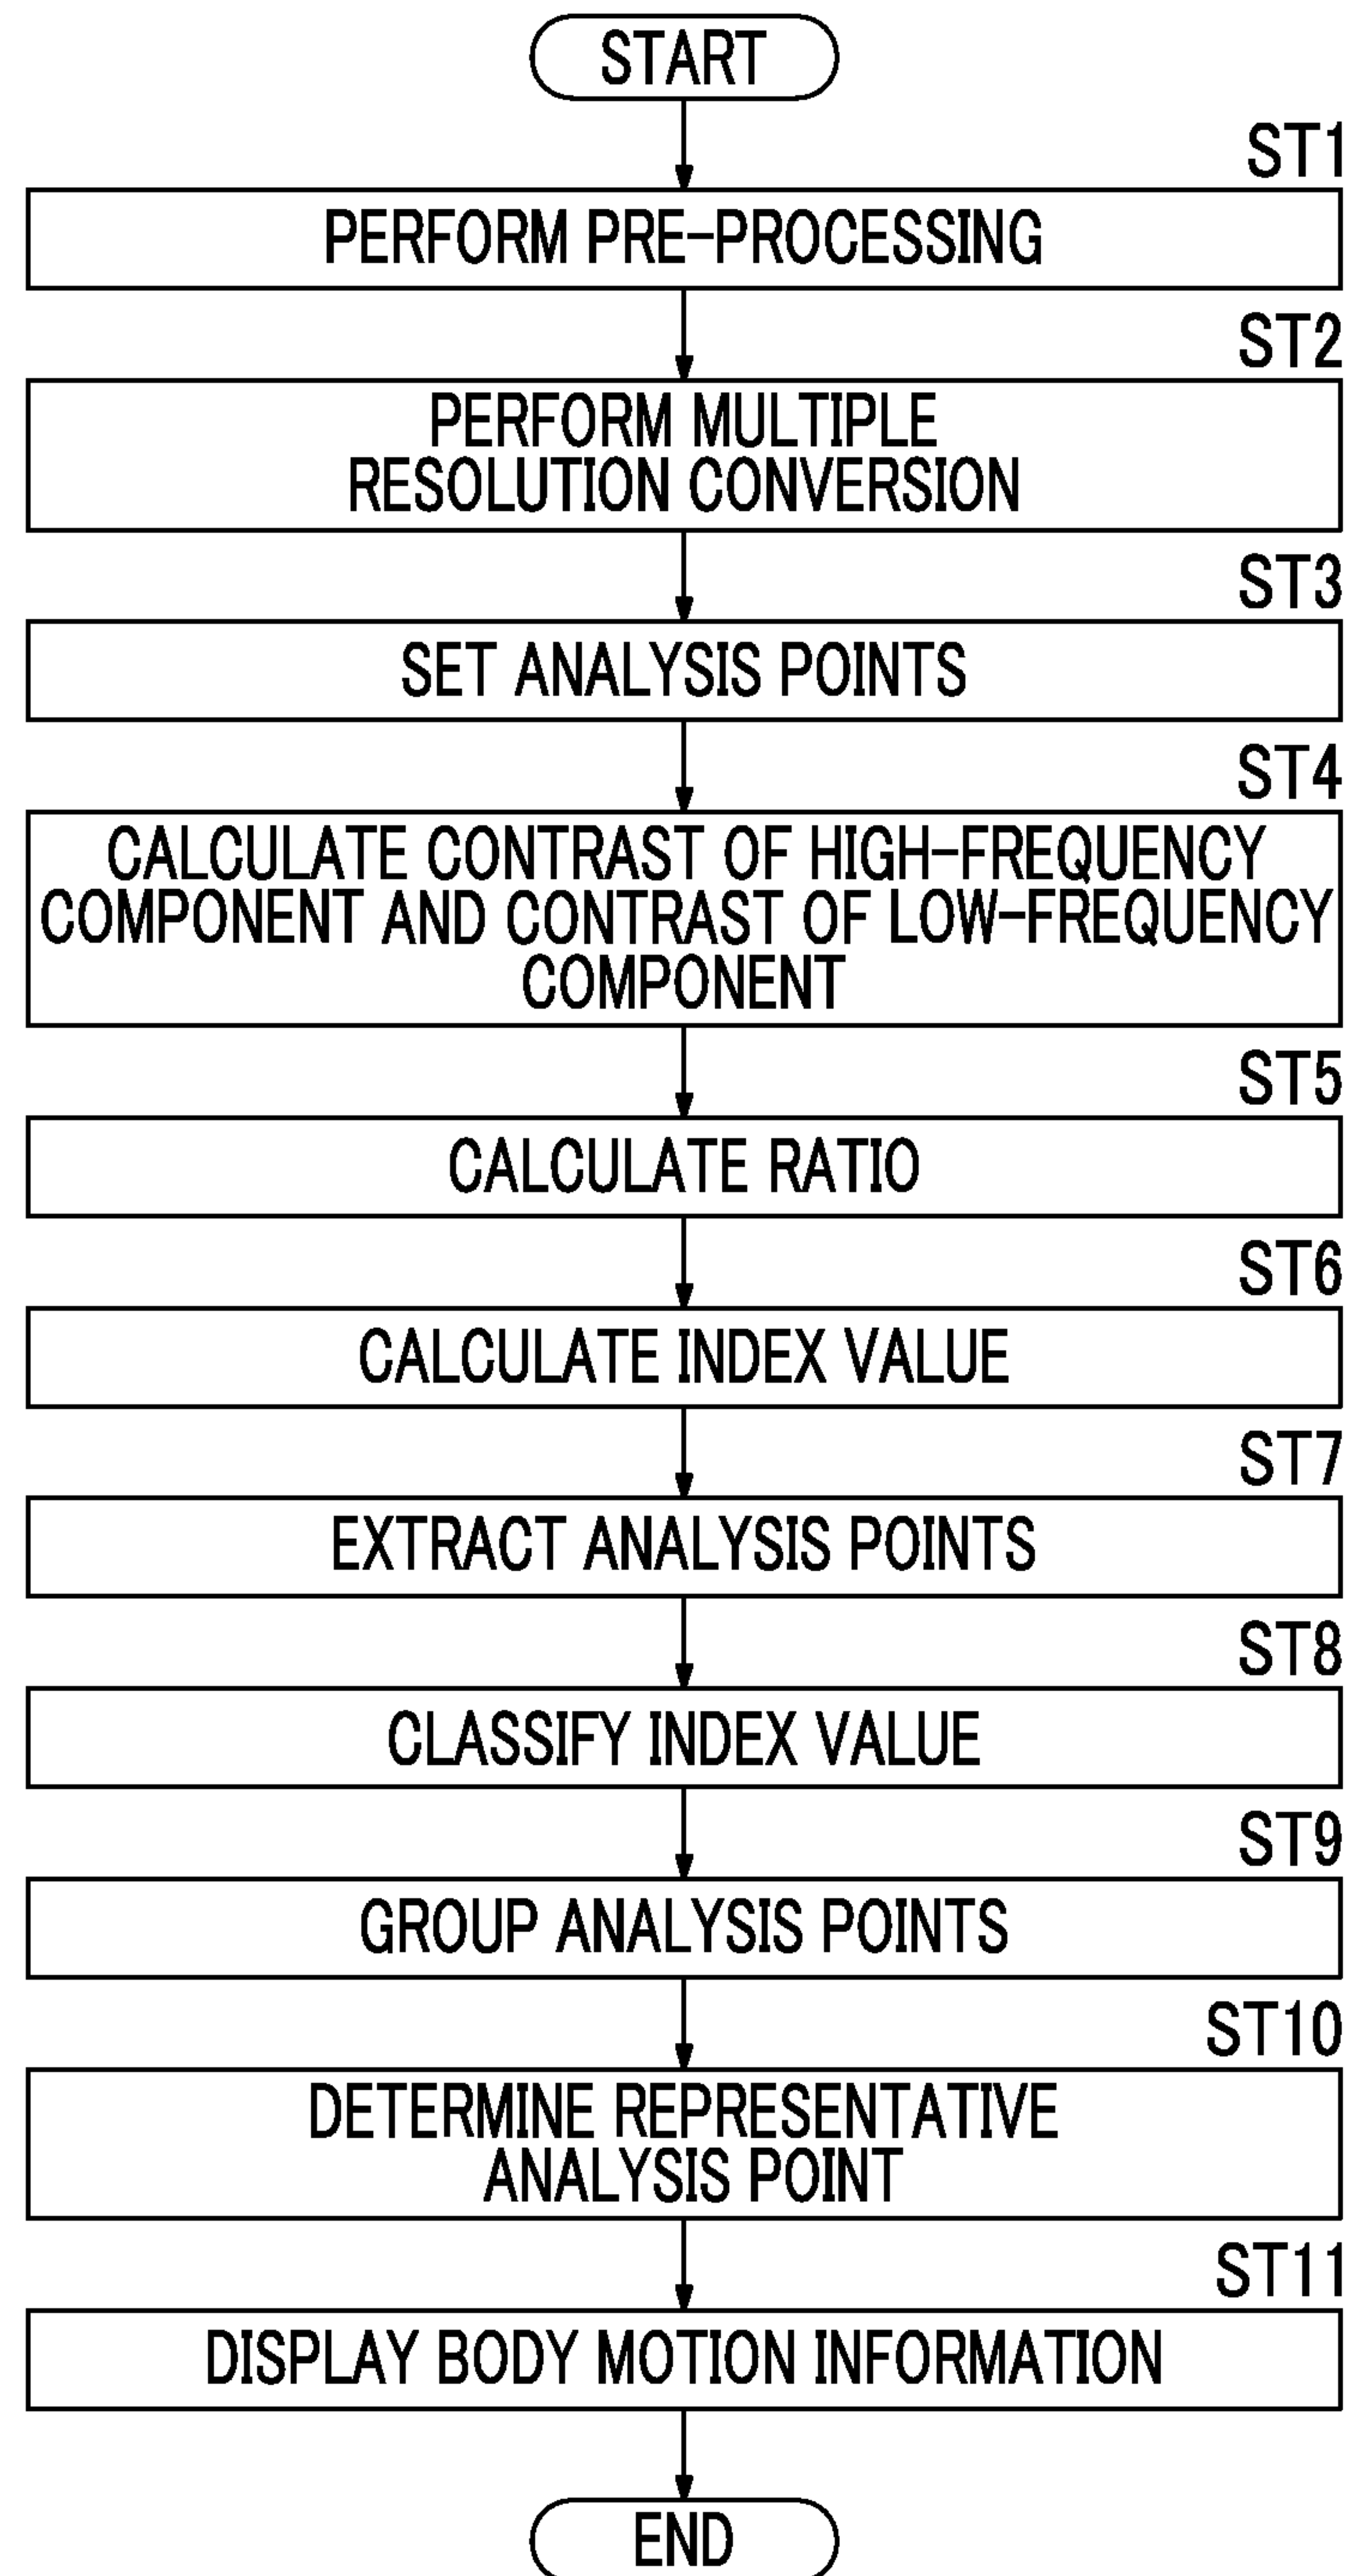 START
ST1
PERFORM PRE-PROCESSING
ST2
PERFORM MULTIPLE
RESOLUTION CONVERSION
ST3
SET ANALYSIS POINTS
ST4
CALCULATE CONTRAST OF HIGH-FREQUENCY
COMPONENT AND CONTRAST OF LOW-FREQUENCY
COMPONENT
ST5
CALCULATE RATIO
ST6
CALCULATE INDEX VALUE
ST7
EXTRACT ANALYSIS POINTS
ST8
CLASSIFY INDEX VALUE
ST9
GROUP ANALYSIS POINTS
ST10
DETERMINE REPRESENTATIVE
ANALYSIS POINT
ST11
DISPLAY BODY MOTION INFORMATION
END